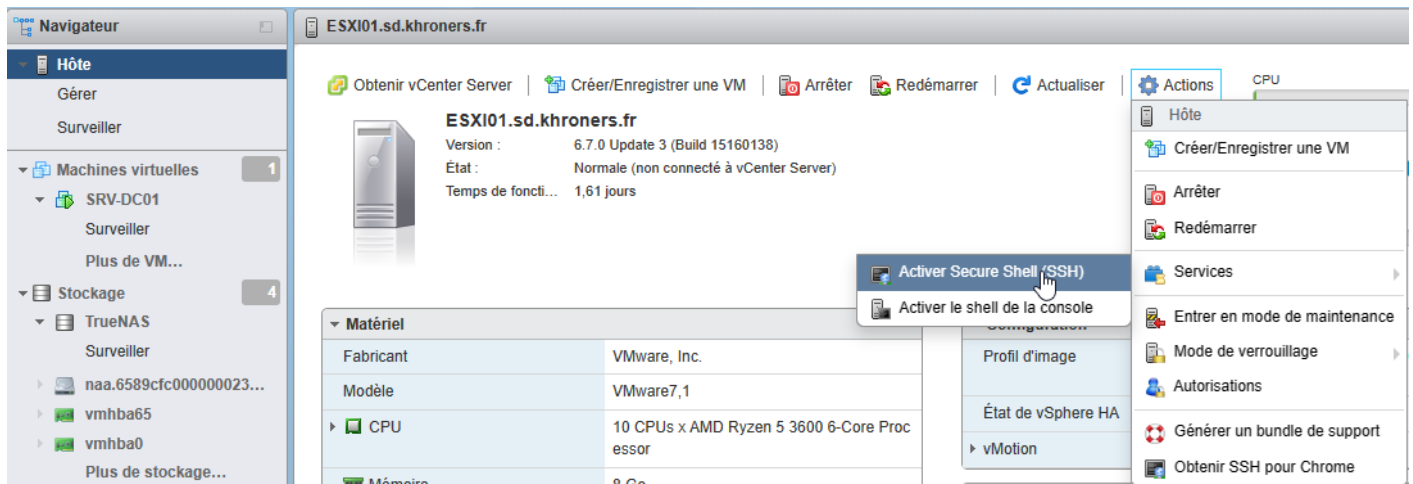 Navigateur
Hôte
Gérer
Surveiller
Machines virtuelles 1
SRV-DC01
Surveiller
Plus de VM...
Stockage 4
TrueNAS
Surveiller
naa.6589cfc000000023...
vmhba65
vmhba0
Plus de stockage...
ESXI01.sd.khroners.fr
Obtenir vCenter Server
Créer/Enregistrer une VM
Arrêter
Redémarrer
Actualiser
Actions
CPU
ESXI01.sd.khroners.fr
Version : 6.7.0 Update 3 (Build 15160138)
État : Normale (non connecté à vCenter Server)
Temps de foncti... 1,61 jours
Hôte
Créer/Enregistrer une VM
Arrêter
Redémarrer
Services
Entrer en mode de maintenance
Mode de verrouillage
Autorisations
Générer un bundle de support
Obtenir SSH pour Chrome
Activer Secure Shell (SSH)
Activer le shell de la console
Matériel
Fabricant VMware, Inc.
Modèle VMware7,1
CPU 10 CPUs x AMD Ryzen 5 3600 6-Core Proc
essor
Mémoire 8 Go
Configuration
Profil d'image
État de vSphere HA
vMotion